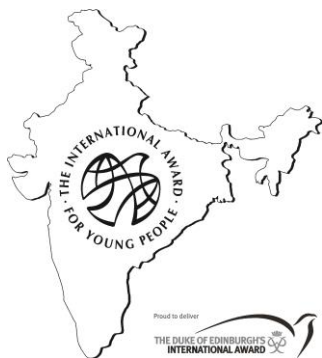 · THE INTERNATIONAL AWARD ·
FOR YOUNG PEOPLE
Proud to deliver
THE DUKE OF EDINBURGH'S
INTERNATIONAL AWARD